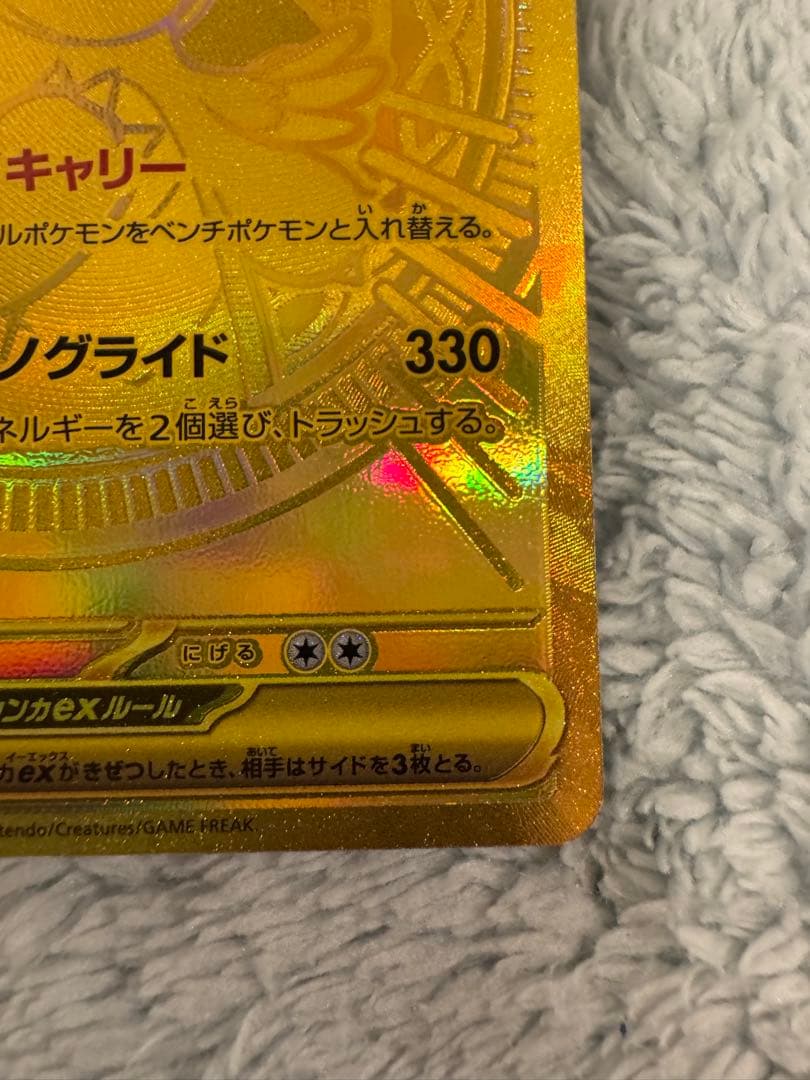 キャリー
ルポケモンをベンチポケモンと入れ替える。
ノグライド 330
ネルギーを2個選び、トラッシュする。
にげる
ンカexルール
カexがきぜつしたとき、相手はサイドを3枚とる。
tendo/Creatures/GAME FREAK